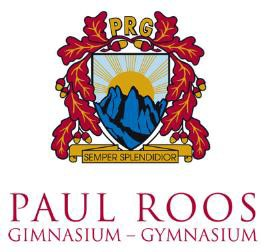 PRG
SEMPER SPLENDIDIOR
PAUL ROOS
GIMNASIUM – GYMNASIUM